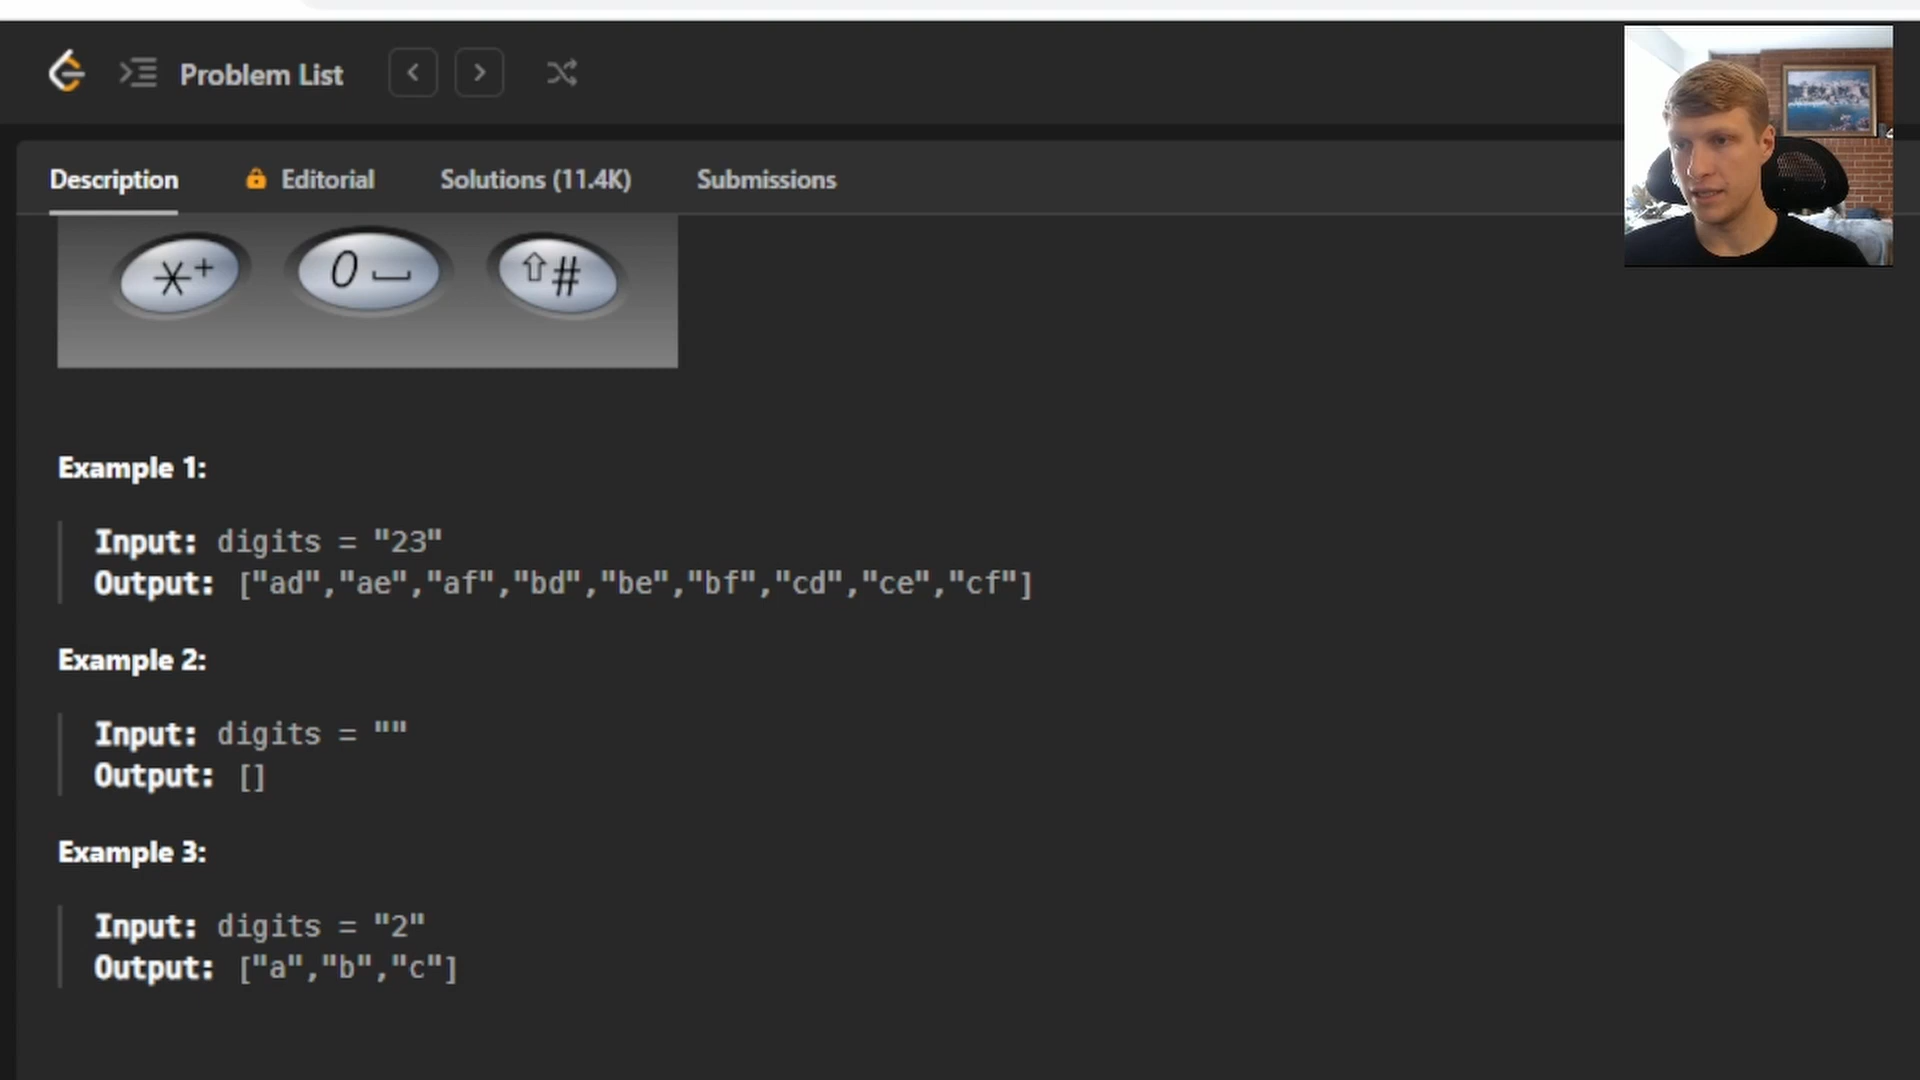 Problem List
Description Editorial Solutions (11.4K) Submissions
*+ 0 ⇧#
Example 1:
Input: digits = "23"
Output: ["ad","ae","af","bd","be","bf","cd","ce","cf"]
Example 2:
Input: digits = ""
Output: []
Example 3:
Input: digits = "2"
Output: ["a","b","c"]